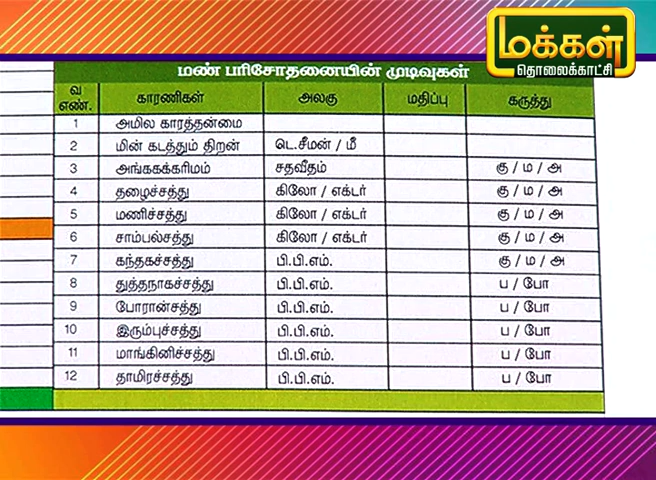 மக்கள்
தொலைக்காட்சி
மண் பரிசோதனையின் முடிவுகள்
வ எண். காரணிகள் அலகு மதிப்பு கருத்து
1 அமில காரத்தன்மை
2 மின் கடத்தும் திறன் டெ.சீமன் / மீ
3 அங்ககக்கரிமம் சதவீதம் கு / ம / அ
4 தழைச்சத்து கிலோ / எக்டர் கு / ம / அ
5 மணிச்சத்து கிலோ / எக்டர் கு / ம / அ
6 சாம்பல்சத்து கிலோ / எக்டர் கு / ம / அ
7 கந்தகச்சத்து பி.பி.எம். கு / ம / அ
8 துத்தநாகச்சத்து பி.பி.எம். ப / போ
9 போரான்சத்து பி.பி.எம். ப / போ
10 இரும்புச்சத்து பி.பி.எம். ப / போ
11 மாங்கினிச்சத்து பி.பி.எம். ப / போ
12 தாமிரச்சத்து பி.பி.எம். ப / போ